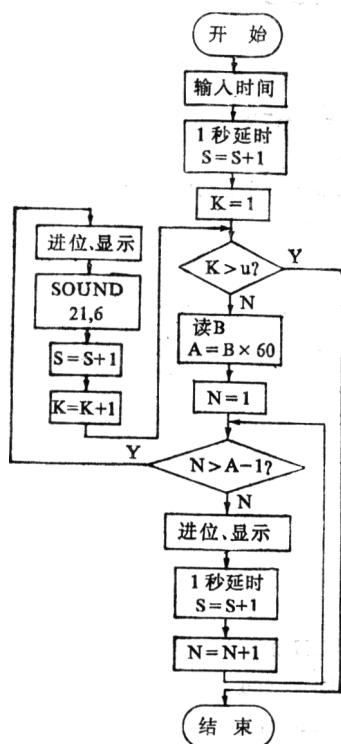 开 始
输入时间
1秒延时
S=S+1
K=1
K>u?
Y
N
读B
A=B×60
N=1
N>A-1?
Y
N
进位、显示
1秒延时
S=S+1
N=N+1
结 束
进位、显示
SOUND
21,6
S=S+1
K=K+1